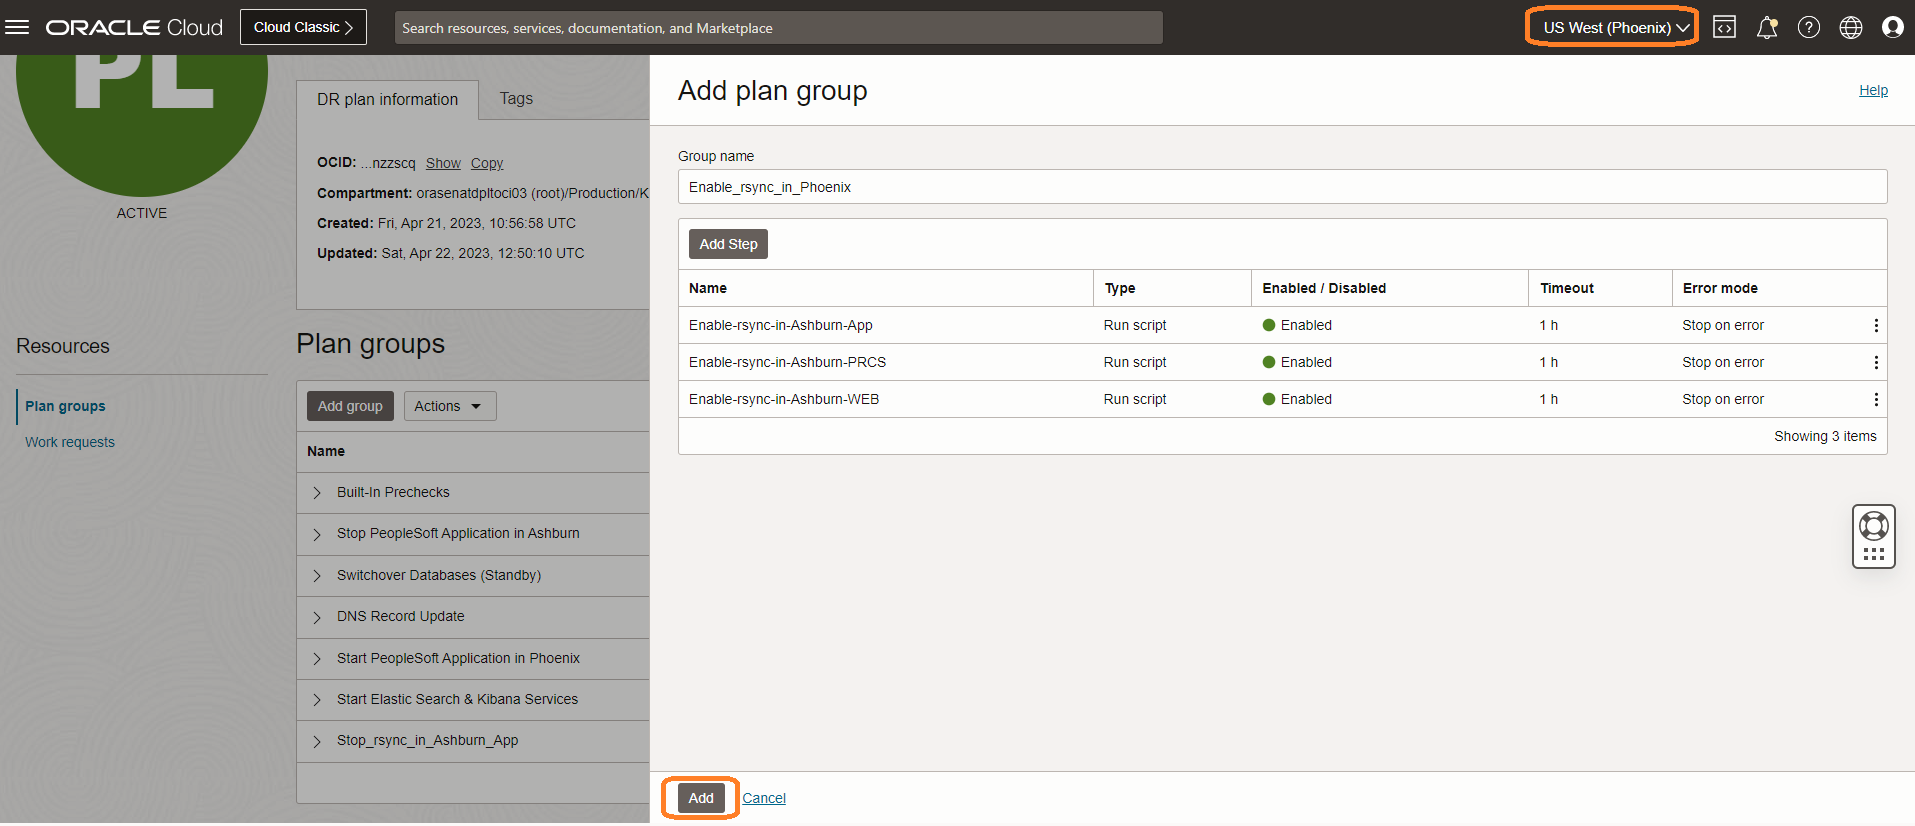 ORACLE Cloud
Cloud Classic
Search resources, services, documentation, and Marketplace
US West (Phoenix)
PL
ACTIVE
Resources
Plan groups
Work requests
DR plan information
Tags
OCID: ...nzzscq Show Copy
Compartment: orasenatdpltoci03 (root)/Production/K
Created: Fri, Apr 21, 2023, 10:56:58 UTC
Updated: Sat, Apr 22, 2023, 12:50:10 UTC
Plan groups
Add group
Actions
Name
Built-In Prechecks
Stop PeopleSoft Application in Ashburn
Switchover Databases (Standby)
DNS Record Update
Start PeopleSoft Application in Phoenix
Start Elastic Search & Kibana Services
Stop_rsync_in_Ashburn_App
Add plan group
Help
Group name
Enable_rsync_in_Phoenix
Add Step
Name Type Enabled / Disabled Timeout Error mode
Enable-rsync-in-Ashburn-App Run script Enabled 1 h Stop on error
Enable-rsync-in-Ashburn-PRCS Run script Enabled 1 h Stop on error
Enable-rsync-in-Ashburn-WEB Run script Enabled 1 h Stop on error
Showing 3 items
Add
Cancel